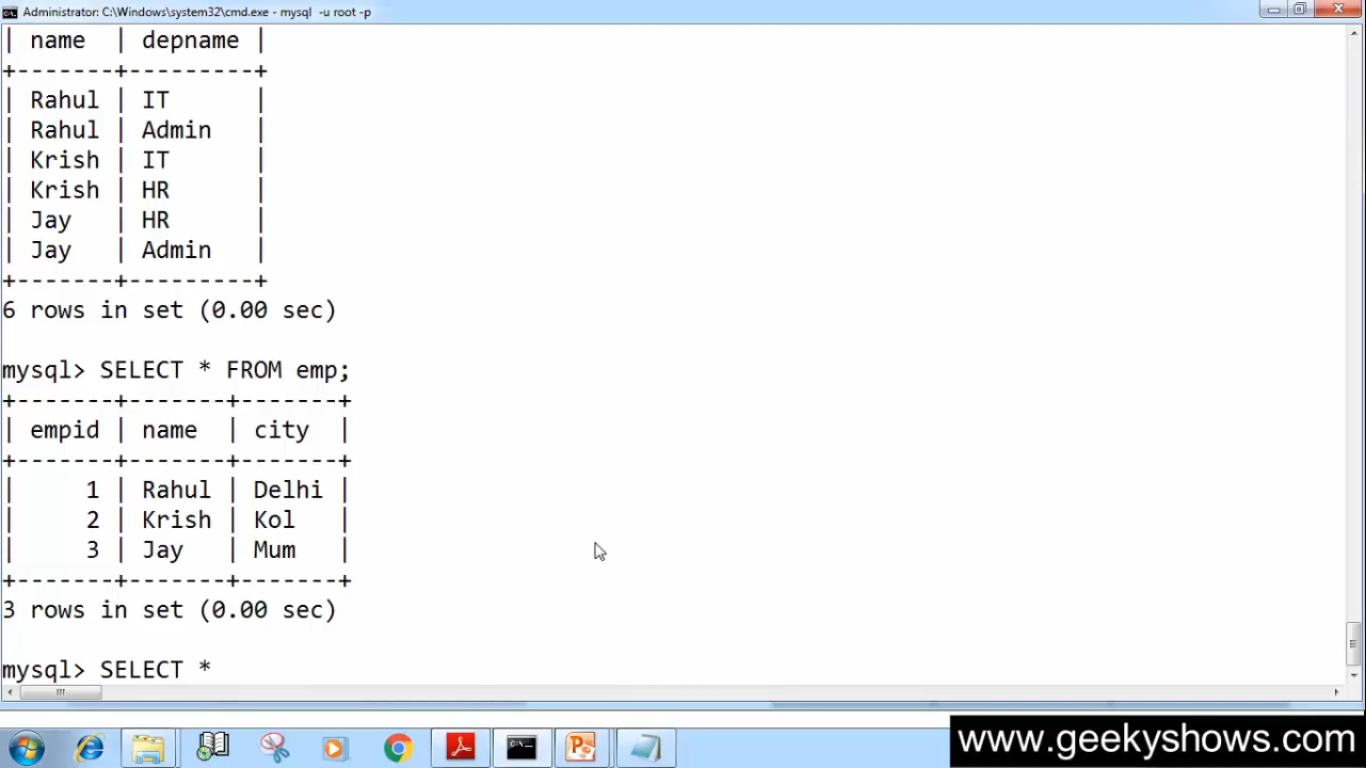 Administrator: C:\Windows\system32\cmd.exe - mysql  -u root -p
| name  | depname |
+-------+---------+
| Rahul | IT      |
| Rahul | Admin   |
| Krish | IT      |
| Krish | HR      |
| Jay   | HR      |
| Jay   | Admin   |
+-------+---------+
6 rows in set (0.00 sec)
mysql> SELECT * FROM emp;
+-------+-------+-------+
| empid | name  | city  |
+-------+-------+-------+
|     1 | Rahul | Delhi |
|     2 | Krish | Kol   |
|     3 | Jay   | Mum   |
+-------+-------+-------+
3 rows in set (0.00 sec)
mysql> SELECT *
www.geekyshows.com